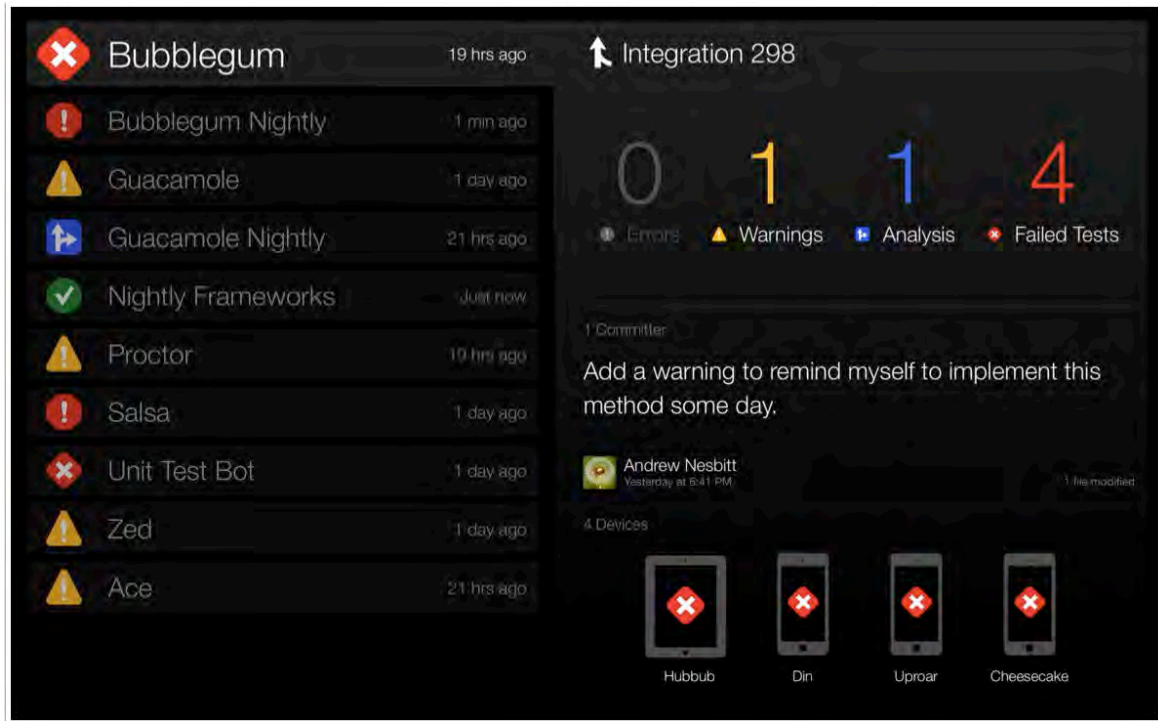 Bubblegum 19 hrs ago
Bubblegum Nightly 1 min ago
Guacamole 1 day ago
Guacamole Nightly 21 hrs ago
Nightly Frameworks Just now
Proctor 19 hrs ago
Salsa 1 day ago
Unit Test Bot 1 day ago
Zed 1 day ago
Ace 21 hrs ago
Integration 298
0 1 1 4
Errors Warnings Analysis Failed Tests
1 Committer
Add a warning to remind myself to implement this
method some day.
Andrew Nesbitt
Yesterday at 6:41 PM 1 file modified
4 Devices
Hubbub Din Uproar Cheesecake